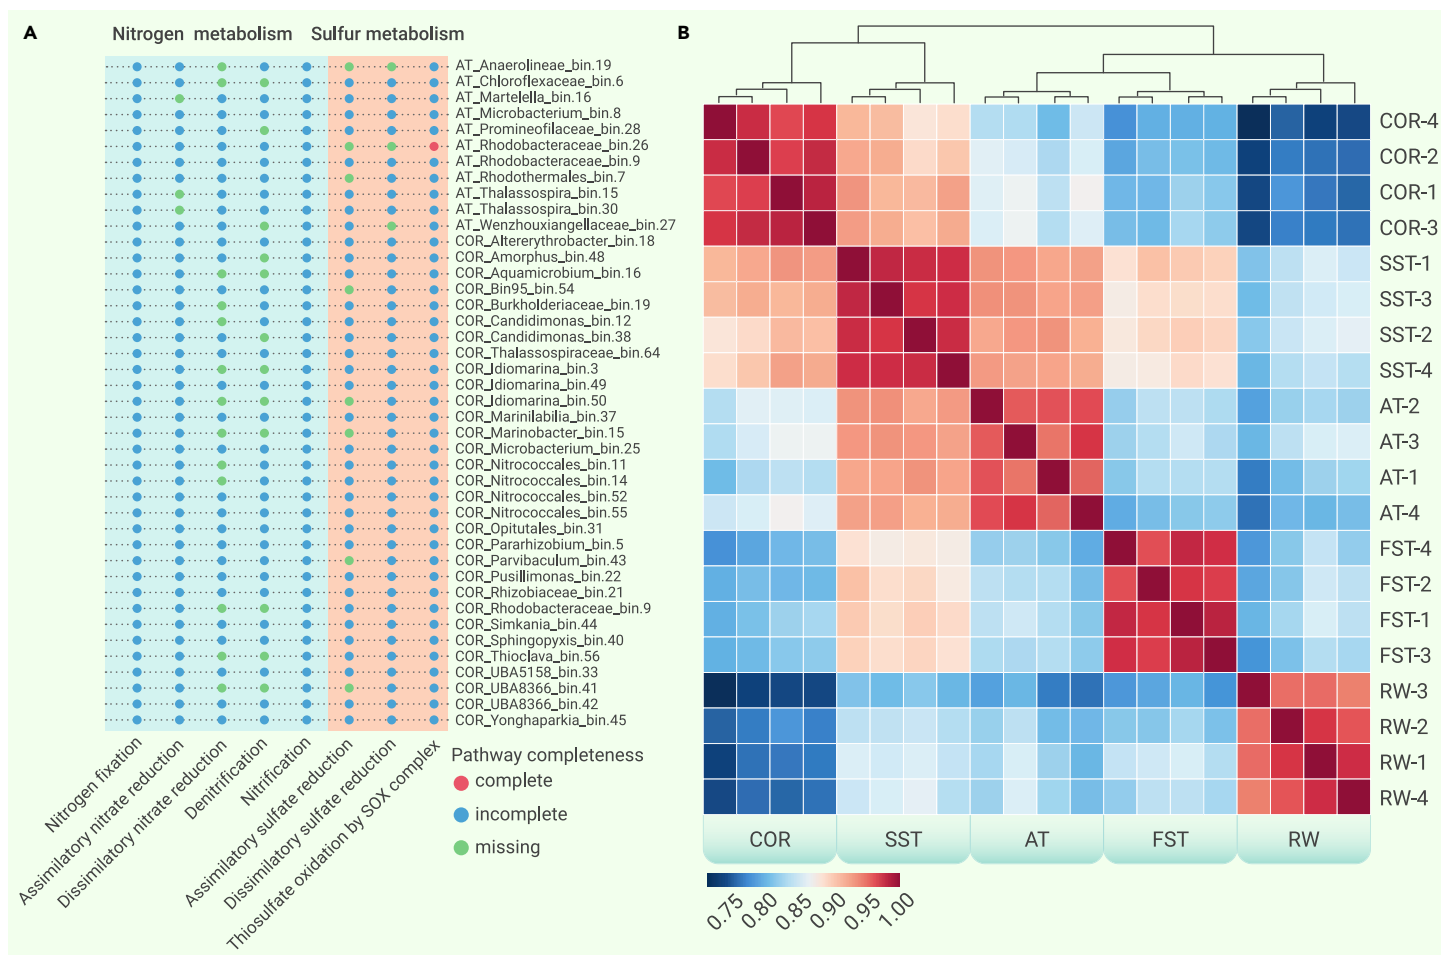 A
Nitrogen metabolism
Sulfur metabolism
AT_Anaerolineae_bin.19
AT_Chloroflexaceae_bin.6
AT_Martelella_bin.16
AT_Microbacterium_bin.8
AT_Promineofilaceae_bin.28
AT_Rhodobacteraceae_bin.26
AT_Rhodobacteraceae_bin.9
AT_Rhodothermales_bin.7
AT_Thalassospira_bin.15
AT_Thalassospira_bin.30
AT_Wenzhouxiangellaceae_bin.27
COR_Altererythrobacter_bin.18
COR_Amorphus_bin.48
COR_Aquamicrobium_bin.16
COR_Bin95_bin.54
COR_Burkholderiaceae_bin.19
COR_Candidimonas_bin.12
COR_Candidimonas_bin.38
COR_Thalassospiraceae_bin.64
COR_Idiomarina_bin.3
COR_Idiomarina_bin.49
COR_Idiomarina_bin.50
COR_Marinilabilia_bin.37
COR_Marinobacter_bin.15
COR_Microbacterium_bin.25
COR_Nitrococcales_bin.11
COR_Nitrococcales_bin.14
COR_Nitrococcales_bin.52
COR_Nitrococcales_bin.55
COR_Opitutales_bin.31
COR_Pararhizobium_bin.5
COR_Parvibaculum_bin.43
COR_Pusillimonas_bin.22
COR_Rhizobiaceae_bin.21
COR_Rhodobacteraceae_bin.9
COR_Simkania_bin.44
COR_Sphingopyxis_bin.40
COR_Thioclava_bin.56
COR_UBA5158_bin.33
COR_UBA8366_bin.41
COR_UBA8366_bin.42
COR_Yonghaparkia_bin.45
Nitrogen fixation
Assimilatory nitrate reduction
Dissimilatory nitrate reduction
Denitrification
Nitrification
Assimilatory sulfate reduction
Dissimilatory sulfate reduction
Thiosulfate oxidation by SOX complex
Pathway completeness
complete
incomplete
missing
B
COR-4
COR-2
COR-1
COR-3
SST-1
SST-3
SST-2
SST-4
AT-2
AT-3
AT-1
AT-4
FST-4
FST-2
FST-1
FST-3
RW-3
RW-2
RW-1
RW-4
COR
SST
AT
FST
RW
0.75
0.80
0.85
0.90
0.95
1.00